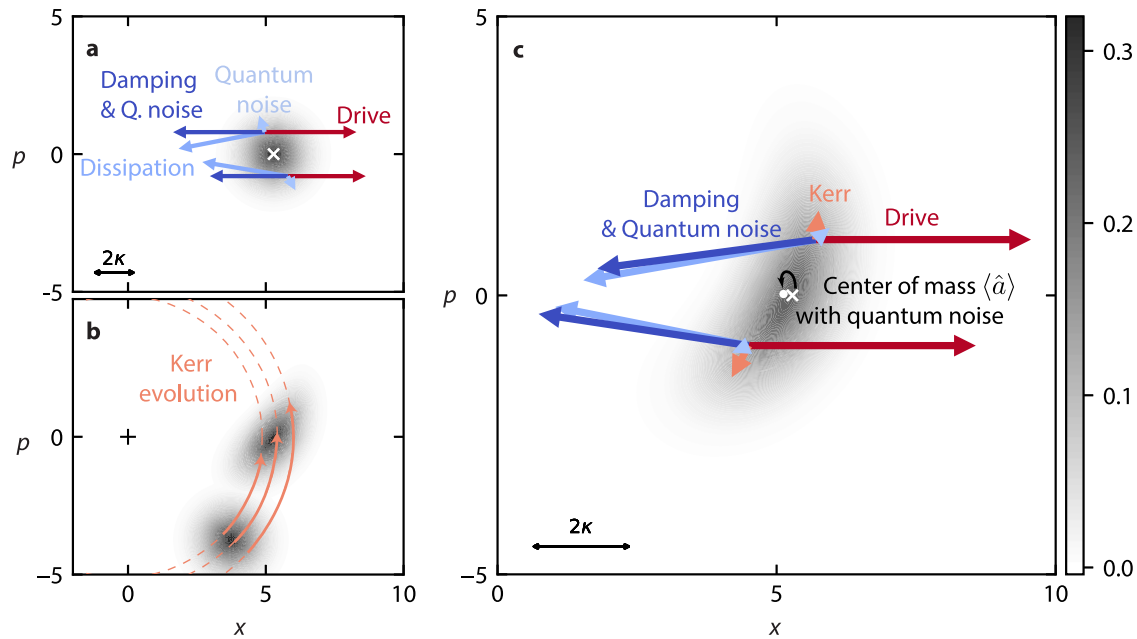 5
a
Damping
& Q. noise
Quantum
noise
Drive
p
0
Dissipation
2κ
−5
b
Kerr
evolution
p
0
−5
0
5
10
x
5
c
Kerr
Damping
& Quantum noise
Drive
p
0
Center of mass ⟨â⟩
with quantum noise
2κ
−5
0
5
10
x
0.3
0.2
0.1
0.0